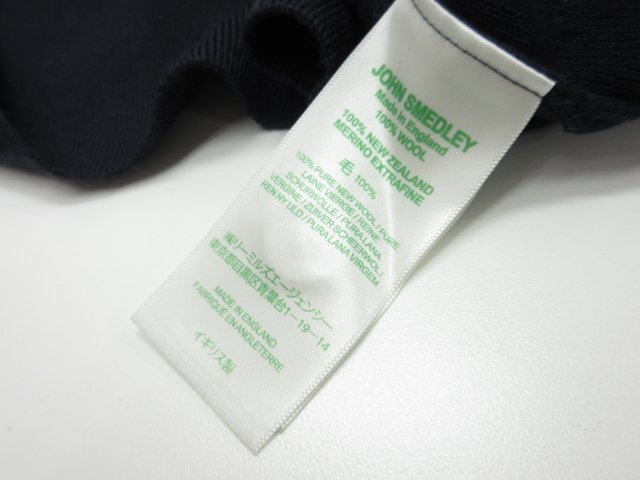 JOHN SMEDLEY
Made in England
100% WOOL
100% NEW ZEALAND
MERINO EXTRAFINE
毛 100%
100% PURE NEW WOOL / PURE
LAINE VIERGE / REINE
SCHURWOLLE / PURA LANA
VERGINE / ZUIVER SCHEERWOL /
REN NY ULD / PURA LANA VIRGEM
㈱リーミルズエージェンシー
東京都目黒区青葉台1-19-14
MADE IN ENGLAND
FABRIQUÉ EN ANGLETERRE
イギリス製